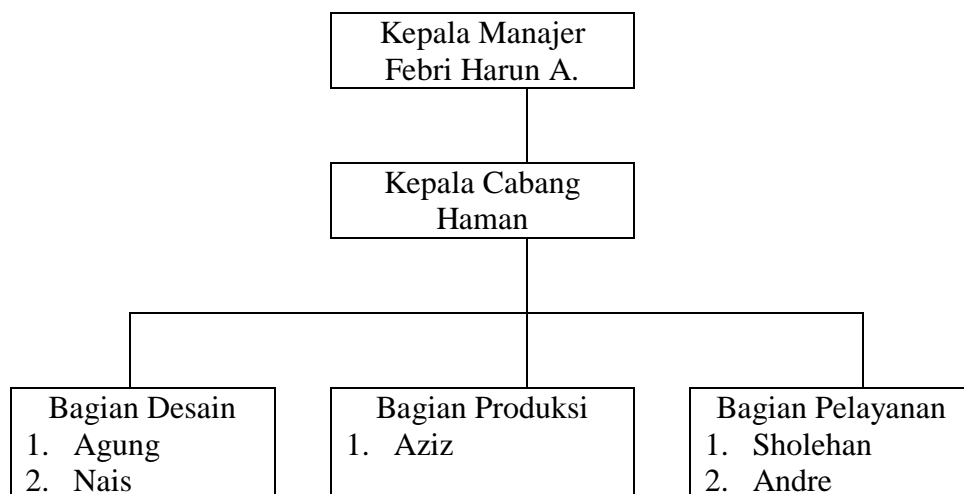 Kepala Manajer
Febri Harun A.
Kepala Cabang
Haman
Bagian Desain
1. Agung
2. Nais
Bagian Produksi
1. Aziz
Bagian Pelayanan
1. Sholehan
2. Andre